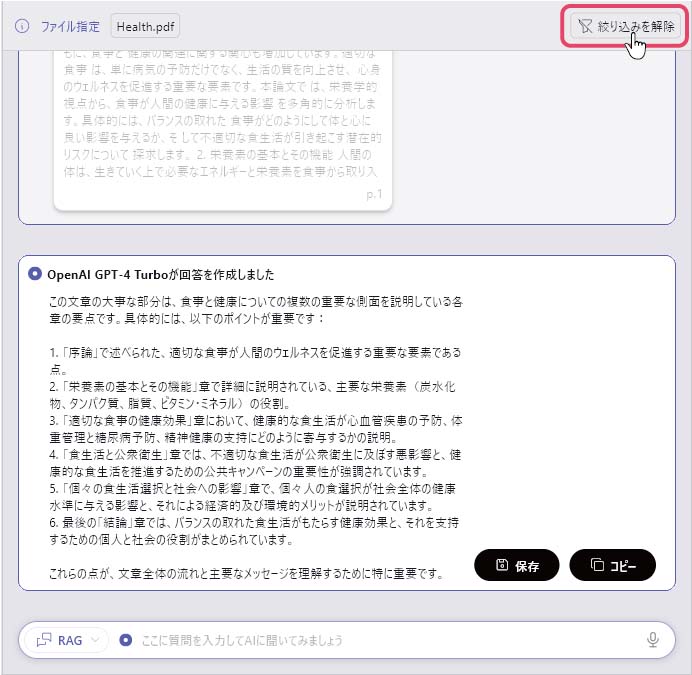 ファイル指定 Health.pdf 絞り込みを解除
もに、食事と 健康の関連に関する関心も増加しています。適切な
食事 は、単に病気の予防だけでなく、生活の質を向上させ、 心身
のウェルネスを促進する重要な要素です。本論文で は、栄養学的
視点から、食事が人間の健康に与える影響 を多角的に分析しま
す。具体的には、バランスの取れた 食事がどのようにして体と心に
良い影響を与えるか、そ して不適切な食生活が引き起こす潜在的
リスクについて 探求します。 2. 栄養素の基本とその機能 人間の
体は、生きていく上で必要なエネルギーと栄養素を食事から取り入
p.1
OpenAI GPT-4 Turboが回答を作成しました
この文章の大事な部分は、食事と健康についての複数の重要な側面を説明している各
章の要点です。具体的には、以下のポイントが重要です：
1. 「序論」で述べられた、適切な食事が人間のウェルネスを促進する重要な要素である
点。
2. 「栄養素の基本とその機能」章で詳細に説明されている、主要な栄養素（炭水化
物、タンパク質、脂質、ビタミン・ミネラル）の役割。
3. 「適切な食事の健康効果」章において、健康的な食生活が心血管疾患の予防、体
重管理と糖尿病予防、精神健康の支持にどのように寄与するかの説明。
4. 「食生活と公衆衛生」章では、不適切な食生活が公衆衛生に及ぼす悪影響と、健
康的な食生活を推進するための公共キャンペーンの重要性が強調されています。
5. 「個々の食生活選択と社会への影響」章で、個々人の食選択が社会全体の健康
水準に与える影響と、それによる経済的及び環境的メリットが説明されています。
6. 最後の「結論」章では、バランスの取れた食生活がもたらす健康効果と、それを支持
するための個人と社会の役割がまとめられています。
これらの点が、文章全体の流れと主要なメッセージを理解するために特に重要です。
保存 コピー
RAG ここに質問を入力してAIに聞いてみましょう